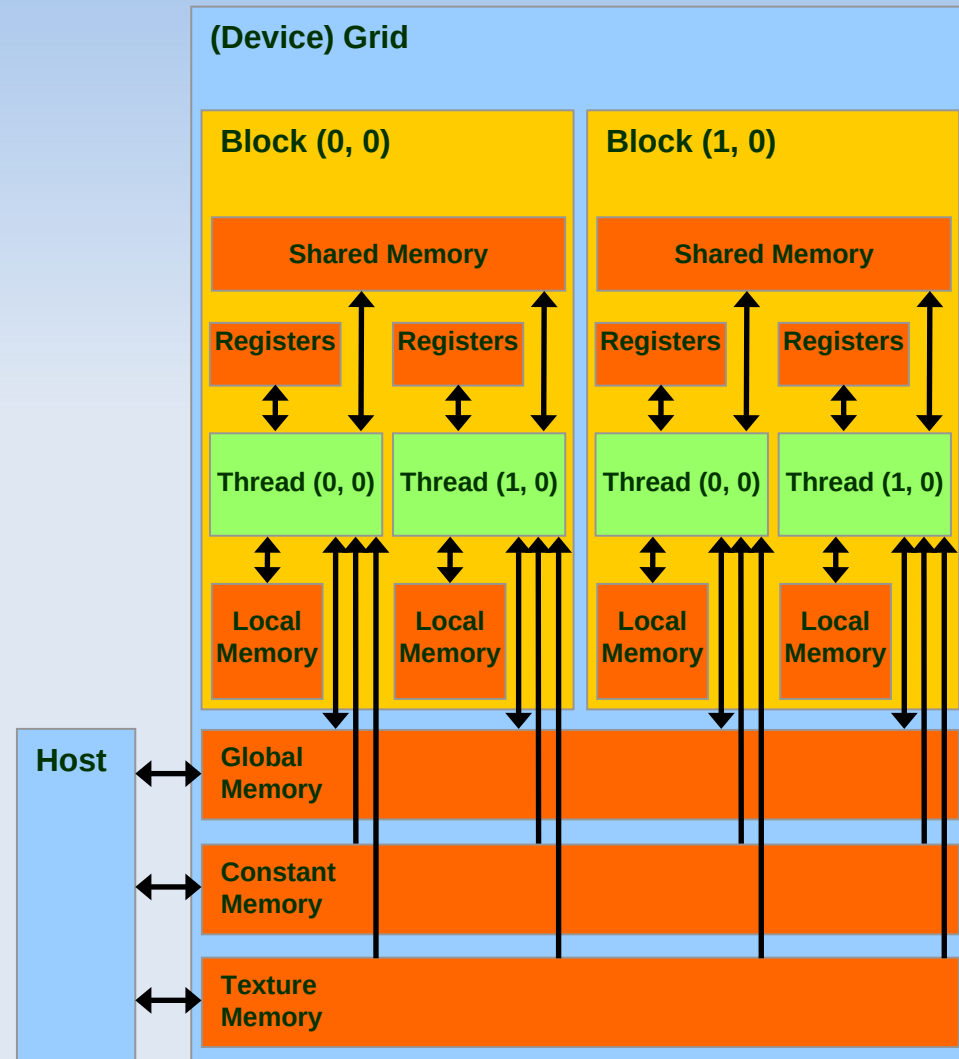 (Device) Grid
Block (0, 0)
Block (1, 0)
Shared Memory
Shared Memory
Registers
Registers
Registers
Registers
Thread (0, 0)
Thread (1, 0)
Thread (0, 0)
Thread (1, 0)
Local
Memory
Local
Memory
Local
Memory
Local
Memory
Host
Global
Memory
Constant
Memory
Texture
Memory